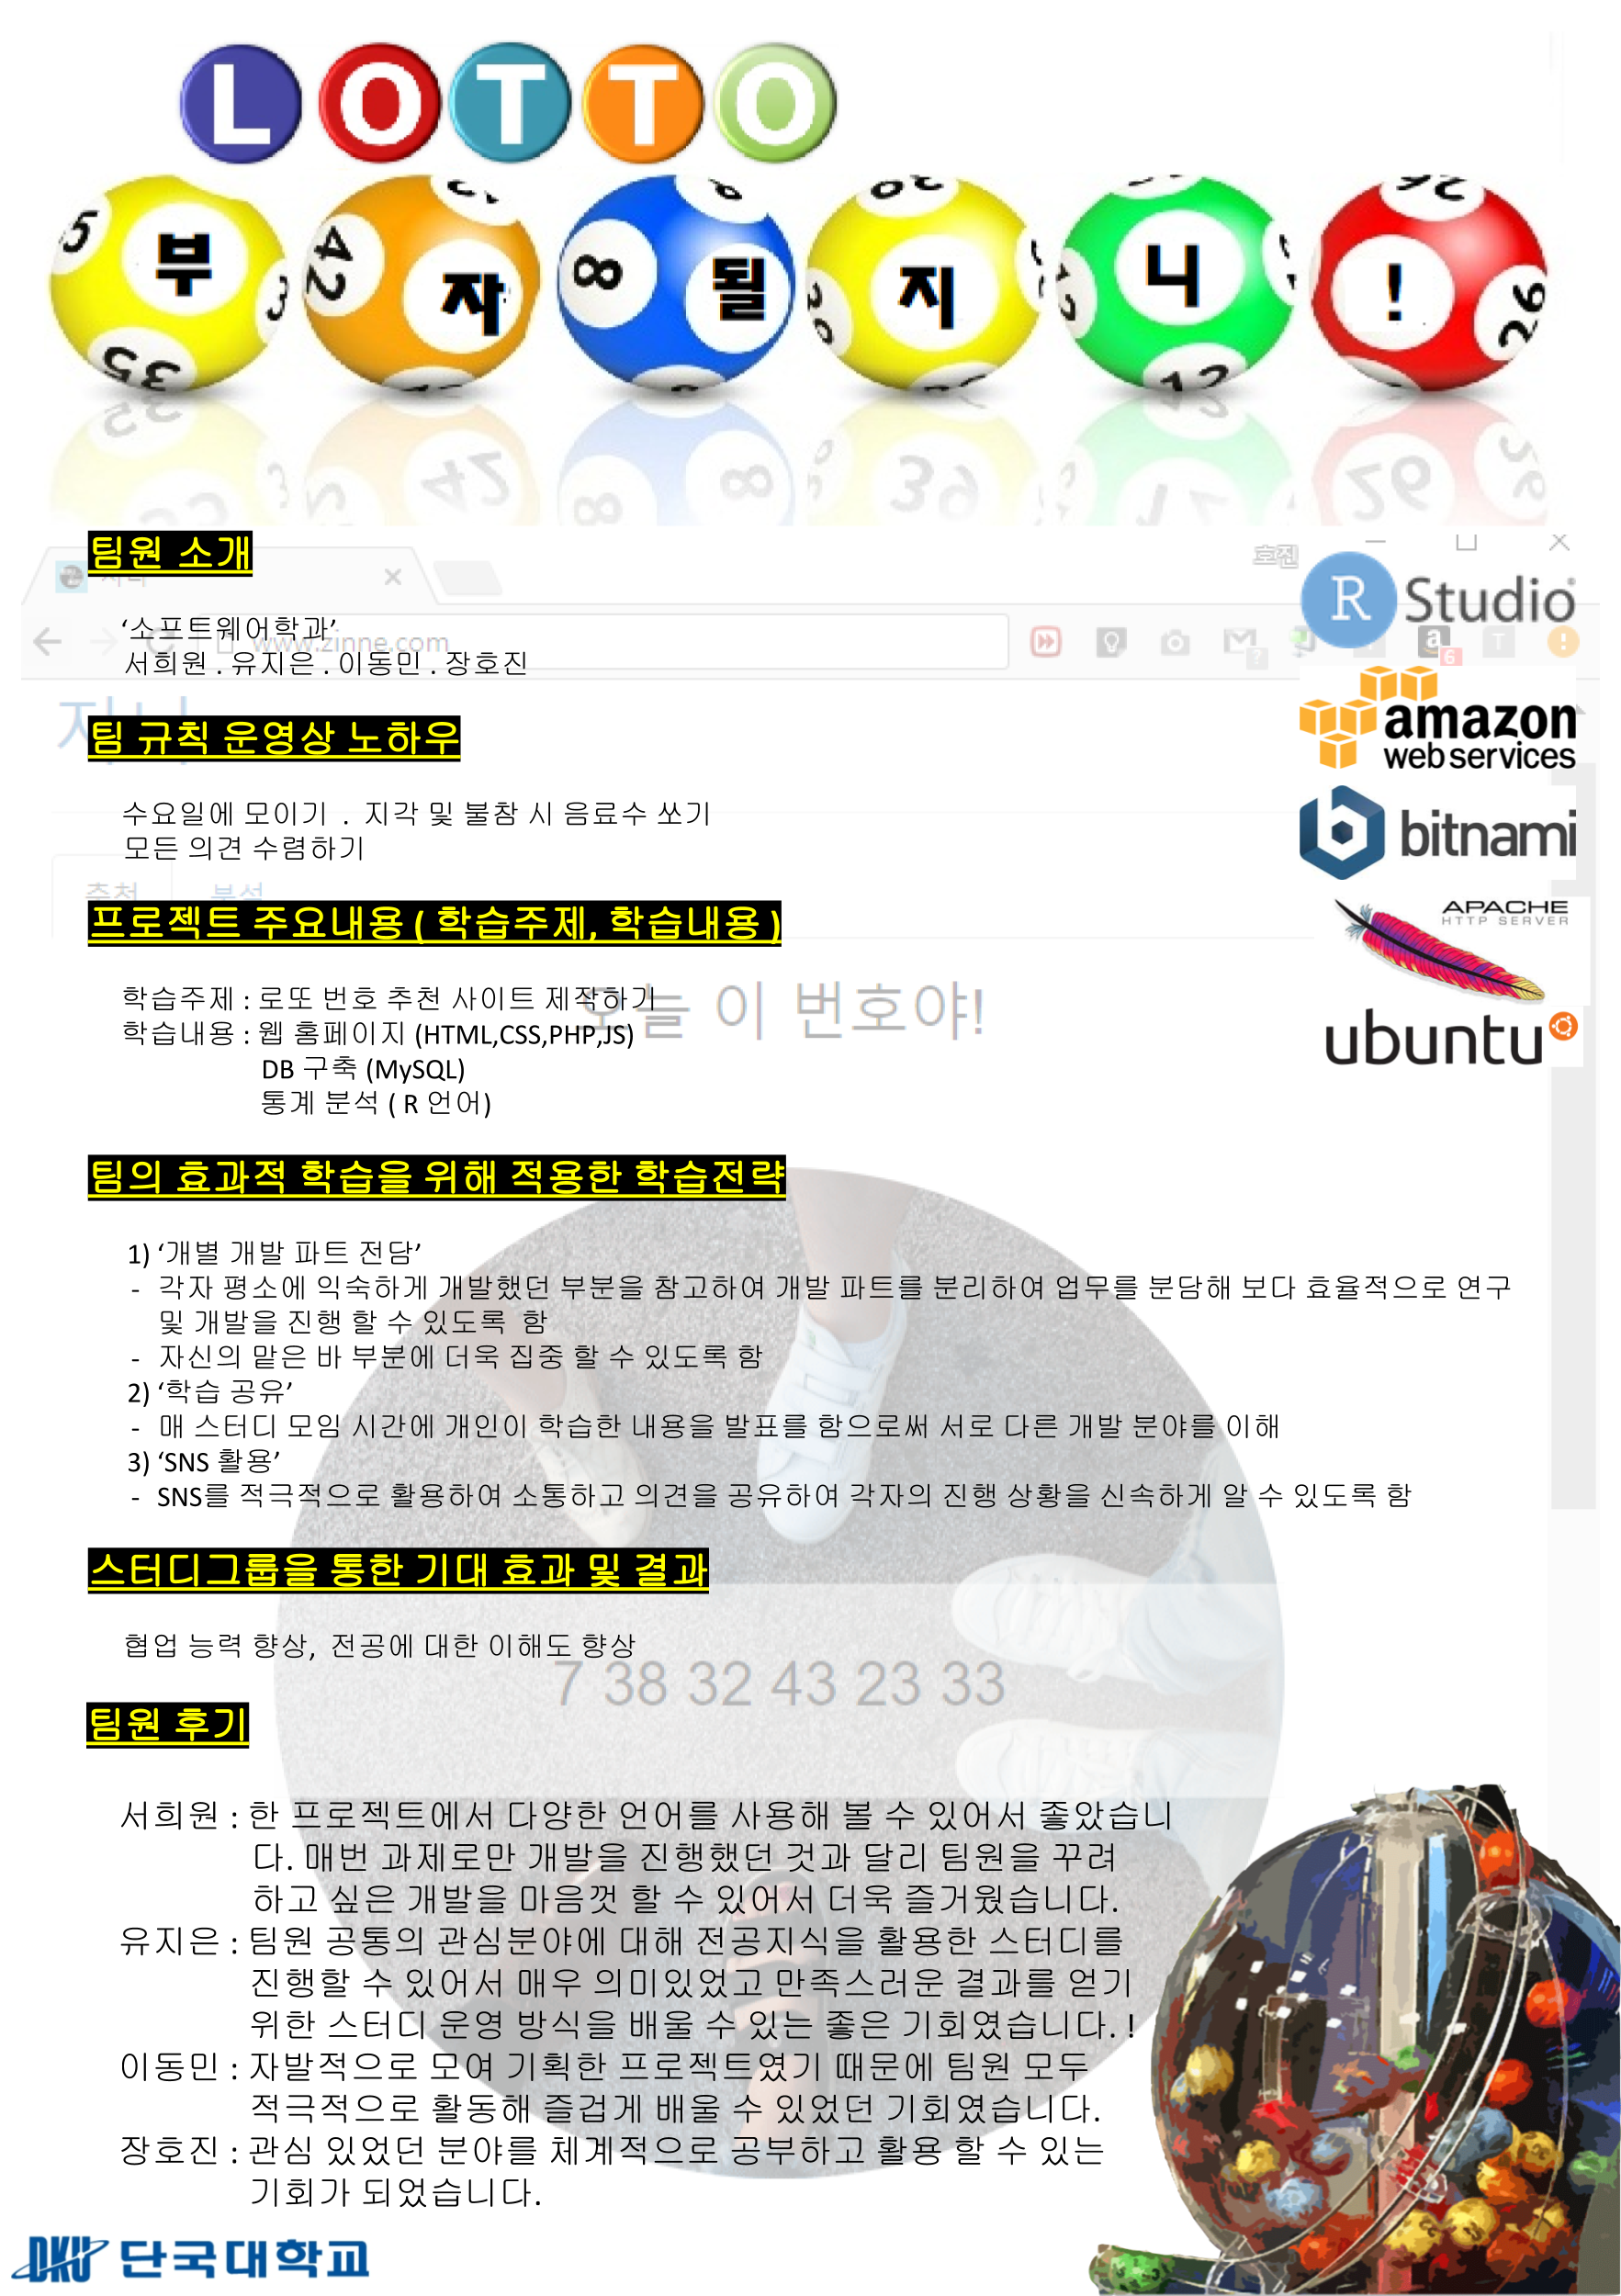 LOTTO
부자될지니!
5 3 35 42 8 39 12 26
팀원 소개
호진
R Studio
www.zinne.com
‘소프트웨어학과’
서희원 . 유지은 . 이동민 . 장호진
amazon
web services
팀 규칙 운영상 노하우
수요일에 모이기 . 지각 및 불참 시 음료수 쏘기
모든 의견 수렴하기
bitnami
추천 분석
프로젝트 주요내용 ( 학습주제, 학습내용 )
APACHE
HTTP SERVER
학습주제 : 로또 번호 추천 사이트 제작하기
오늘 이 번호야!
학습내용 : 웹 홈페이지 (HTML,CSS,PHP,JS)
ubuntu
DB 구축 (MySQL)
통계 분석 ( R 언어)
팀의 효과적 학습을 위해 적용한 학습전략
1) ‘개별 개발 파트 전담’
- 각자 평소에 익숙하게 개발했던 부분을 참고하여 개발 파트를 분리하여 업무를 분담해 보다 효율적으로 연구
및 개발을 진행 할 수 있도록 함
- 자신의 맡은 바 부분에 더욱 집중 할 수 있도록 함
2) ‘학습 공유’
- 매 스터디 모임 시간에 개인이 학습한 내용을 발표를 함으로써 서로 다른 개발 분야를 이해
3) ‘SNS 활용’
- SNS를 적극적으로 활용하여 소통하고 의견을 공유하여 각자의 진행 상황을 신속하게 알 수 있도록 함
스터디그룹을 통한 기대 효과 및 결과
협업 능력 향상, 전공에 대한 이해도 향상
7 38 32 43 23 33
팀원 후기
서희원 : 한 프로젝트에서 다양한 언어를 사용해 볼 수 있어서 좋았습니
다. 매번 과제로만 개발을 진행했던 것과 달리 팀원을 꾸려
하고 싶은 개발을 마음껏 할 수 있어서 더욱 즐거웠습니다.
유지은 : 팀원 공통의 관심분야에 대해 전공지식을 활용한 스터디를
진행할 수 있어서 매우 의미있었고 만족스러운 결과를 얻기
위한 스터디 운영 방식을 배울 수 있는 좋은 기회였습니다. !
이동민 : 자발적으로 모여 기획한 프로젝트였기 때문에 팀원 모두
적극적으로 활동해 즐겁게 배울 수 있었던 기회였습니다.
장호진 : 관심 있었던 분야를 체계적으로 공부하고 활용 할 수 있는
기회가 되었습니다.
DKU 단국대학교